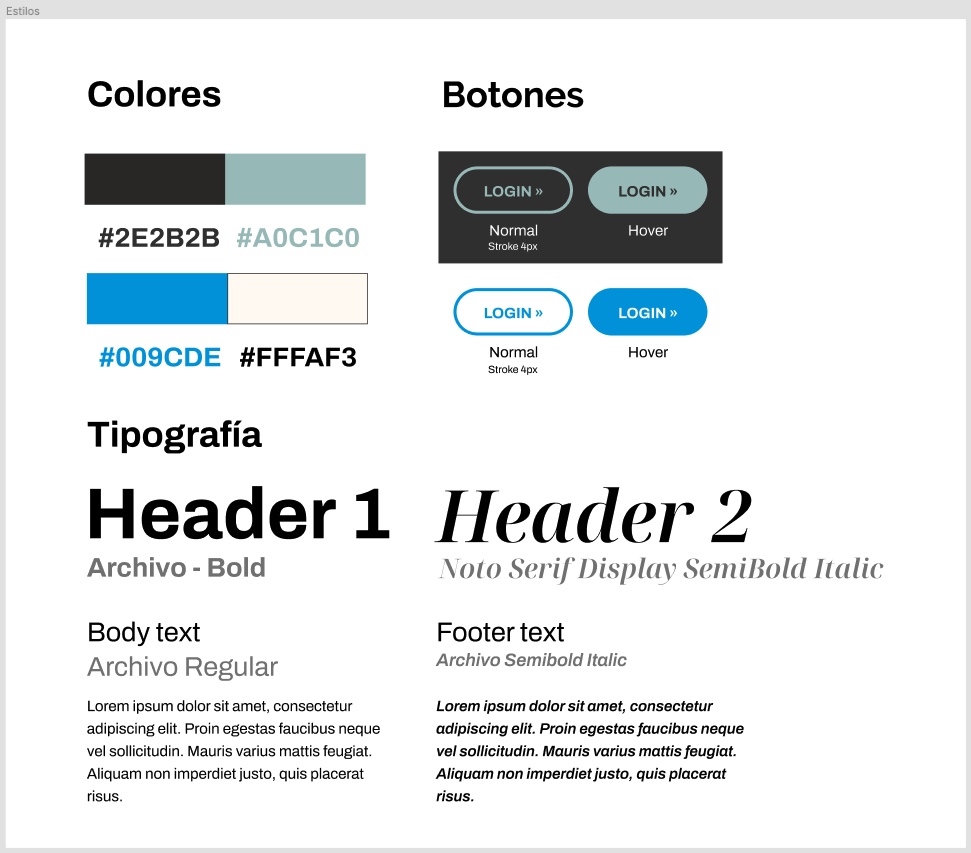 Estilos
Colores
#2E2B2B #A0C1C0
#009CDE #FFFAF3
Botones
LOGIN » LOGIN »
Normal Hover
Stroke 4px
LOGIN » LOGIN »
Normal Hover
Stroke 4px
Tipografía
Header 1
Archivo - Bold
Header 2
Noto Serif Display SemiBold Italic
Body text
Archivo Regular
Lorem ipsum dolor sit amet, consectetur
adipiscing elit. Proin egestas faucibus neque
vel sollicitudin. Mauris varius mattis feugiat.
Aliquam non imperdiet justo, quis placerat
risus.
Footer text
Archivo Semibold Italic
Lorem ipsum dolor sit amet, consectetur
adipiscing elit. Proin egestas faucibus neque
vel sollicitudin. Mauris varius mattis feugiat.
Aliquam non imperdiet justo, quis placerat
risus.